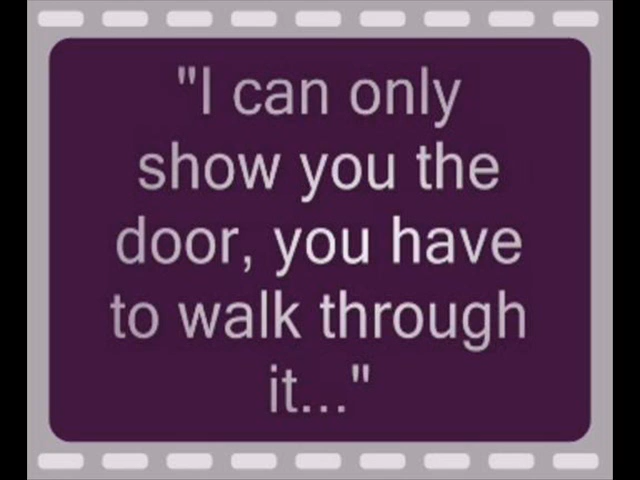 "I can only
show you the
door, you have
to walk through
it..."